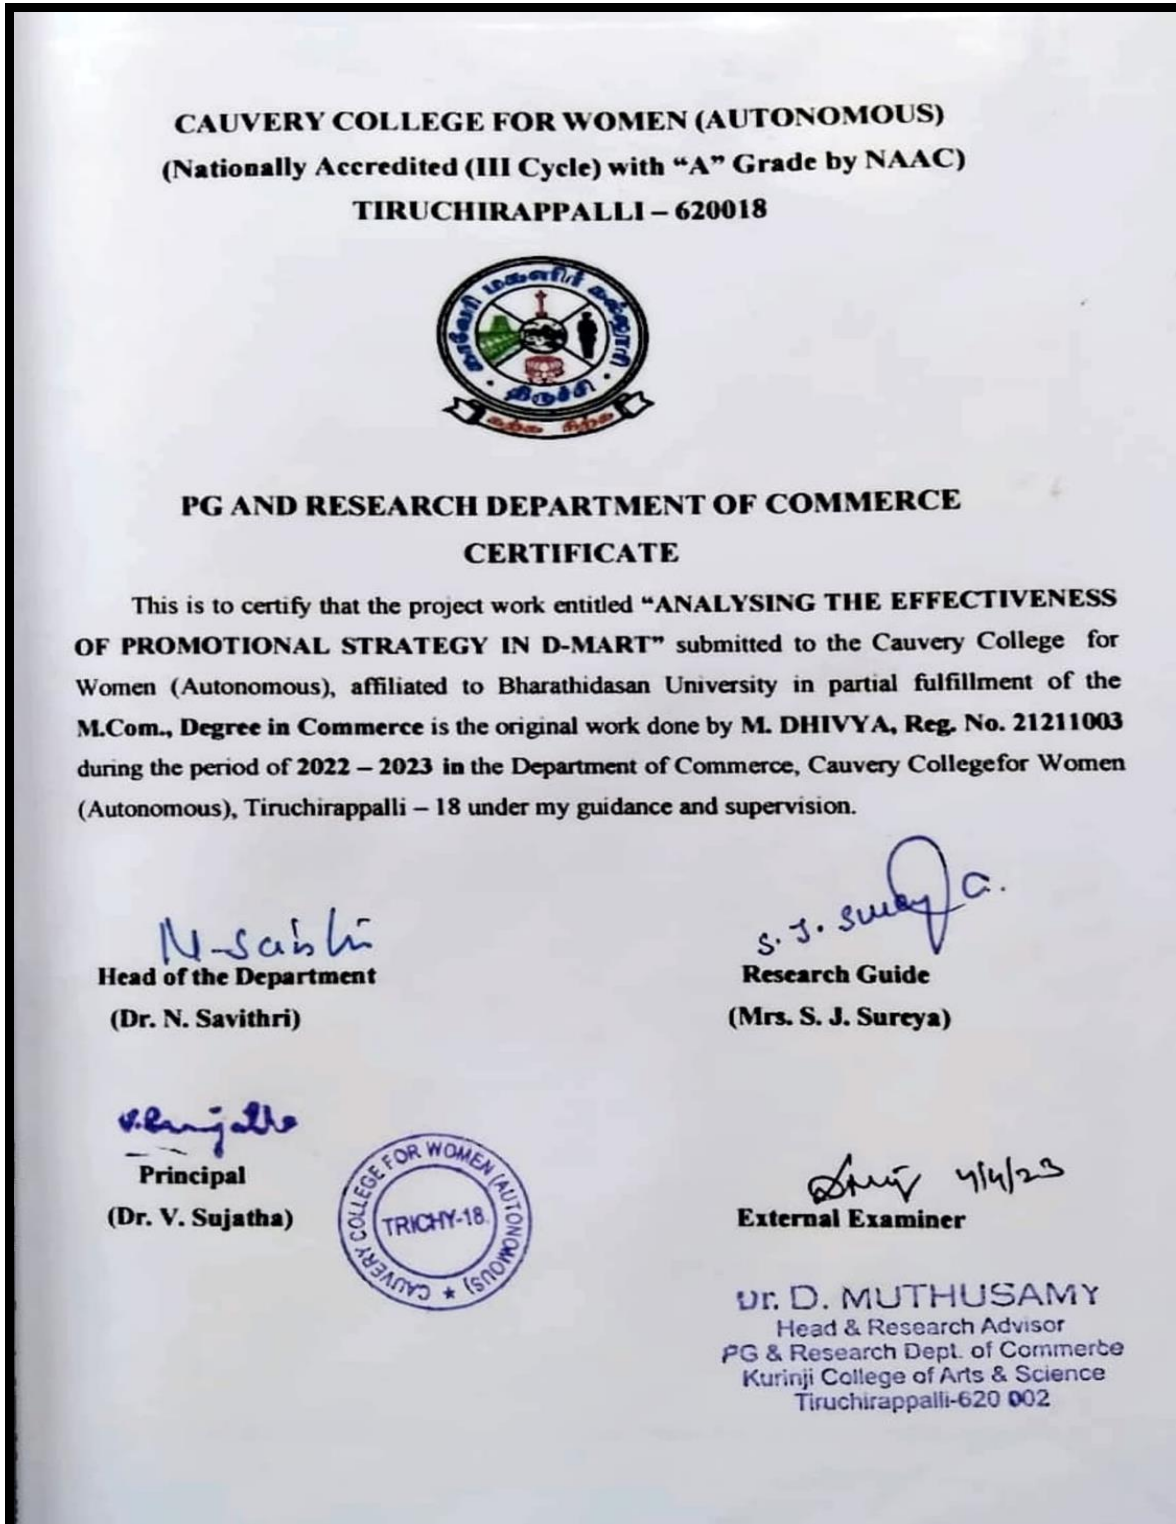 CAUVERY COLLEGE FOR WOMEN (AUTONOMOUS)
(Nationally Accredited (III Cycle) with “A” Grade by NAAC)
TIRUCHIRAPPALLI – 620018
காவேரி மகளிர் கல்லூரி
திருச்சி
கற்க நிற்க
PG AND RESEARCH DEPARTMENT OF COMMERCE
CERTIFICATE
This is to certify that the project work entitled “ANALYSING THE EFFECTIVENESS
OF PROMOTIONAL STRATEGY IN D-MART” submitted to the Cauvery College for
Women (Autonomous), affiliated to Bharathidasan University in partial fulfillment of the
M.Com., Degree in Commerce is the original work done by M. DHIVYA, Reg. No. 21211003
during the period of 2022 – 2023 in the Department of Commerce, Cauvery Collegefor Women
(Autonomous), Tiruchirappalli – 18 under my guidance and supervision.
S. J. Sureya
Head of the Department
Research Guide
(Dr. N. Savithri)
(Mrs. S. J. Sureya)
V. Sujatha
Principal
(Dr. V. Sujatha)
CAUVERY COLLEGE FOR WOMEN (AUTONOMOUS) ★
TRICHY-18.
4/4/23
External Examiner
Dr. D. MUTHUSAMY
Head & Research Advisor
PG & Research Dept. of Commerce
Kurinji College of Arts & Science
Tiruchirappalli-620 002